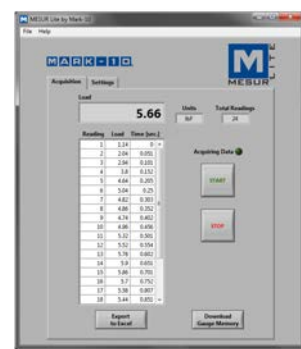 MESUR Lite by Mark-10
File Help
MARK-10
M
MESUR
LITE
Acquisition Settings
Load
5.66
Units
lbF
Total Readings
24
Reading Load Time [sec.]
1 1.14 0
2 2.04 0.051
3 2.94 0.101
4 3.8 0.152
5 4.64 0.205
6 5.04 0.25
7 4.82 0.303
8 4.86 0.352
9 4.74 0.402
10 4.86 0.456
11 5.32 0.501
12 5.52 0.554
13 5.78 0.602
14 5.9 0.651
15 5.86 0.701
16 5.7 0.752
17 5.58 0.807
18 5.44 0.851
Acquiring Data
START
STOP
Export
to Excel
Download
Gauge Memory